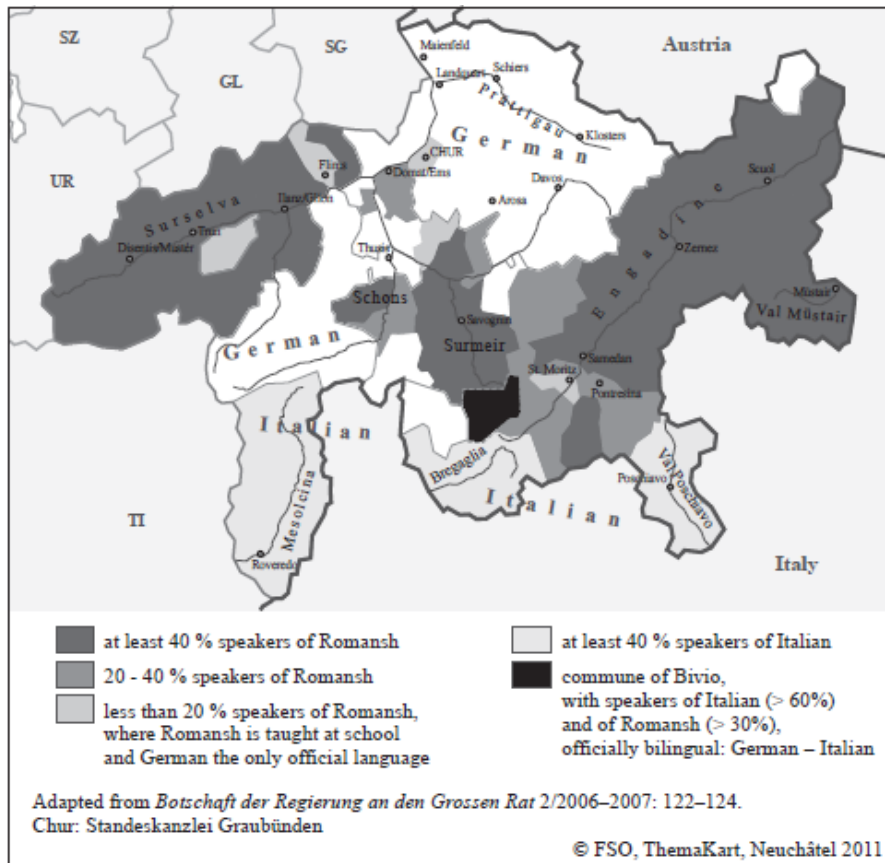 SZ
SG
Austria
GL
UR
TI
Italy
Maienfeld
Landquart
Schiers
Prättigau
Klosters
German
CHUR
Domat/Ems
Flims
Davos
Arosa
Scuol
Surselva
Ilanz/Glion
Trun
Disentis/Mustér
Thusis
Zernez
Engadine
Müstair
Val Müstair
Schons
Savognin
Surmeir
German
Samedan
St. Moritz
Pontresina
Italian
Bregaglia
Italian
Poschiavo
Val Poschiavo
Mesolcina
Roveredo
at least 40 % speakers of Romansh
20 - 40 % speakers of Romansh
less than 20 % speakers of Romansh,
where Romansh is taught at school
and German the only official language
at least 40 % speakers of Italian
commune of Bivio,
with speakers of Italian (> 60%)
and of Romansh (> 30%),
officially bilingual: German – Italian
Adapted from Botschaft der Regierung an den Grossen Rat 2/2006–2007: 122–124.
Chur: Standeskanzlei Graubünden
© FSO, ThemaKart, Neuchâtel 2011